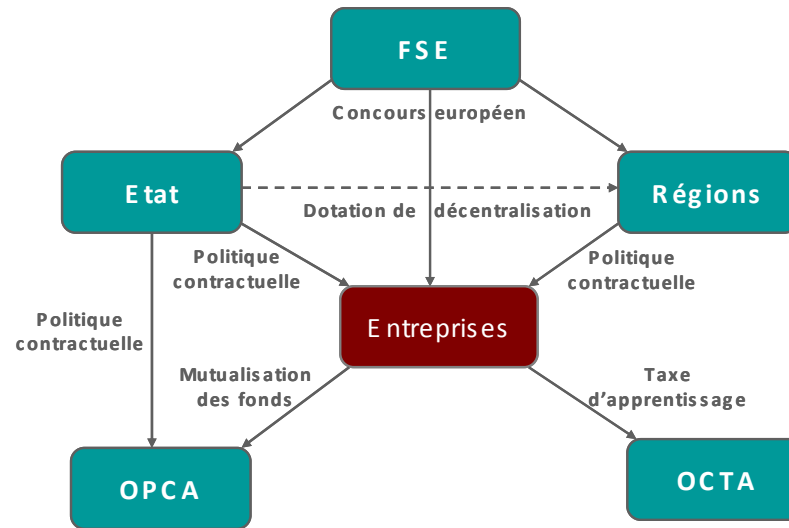 FSE
Concours européen
Etat
Régions
Dotation de décentralisation
Politique
contractuelle
Politique
contractuelle
Entreprises
Politique
contractuelle
Mutualisation
des fonds
Taxe
d’apprentissage
OPCA
OCTA